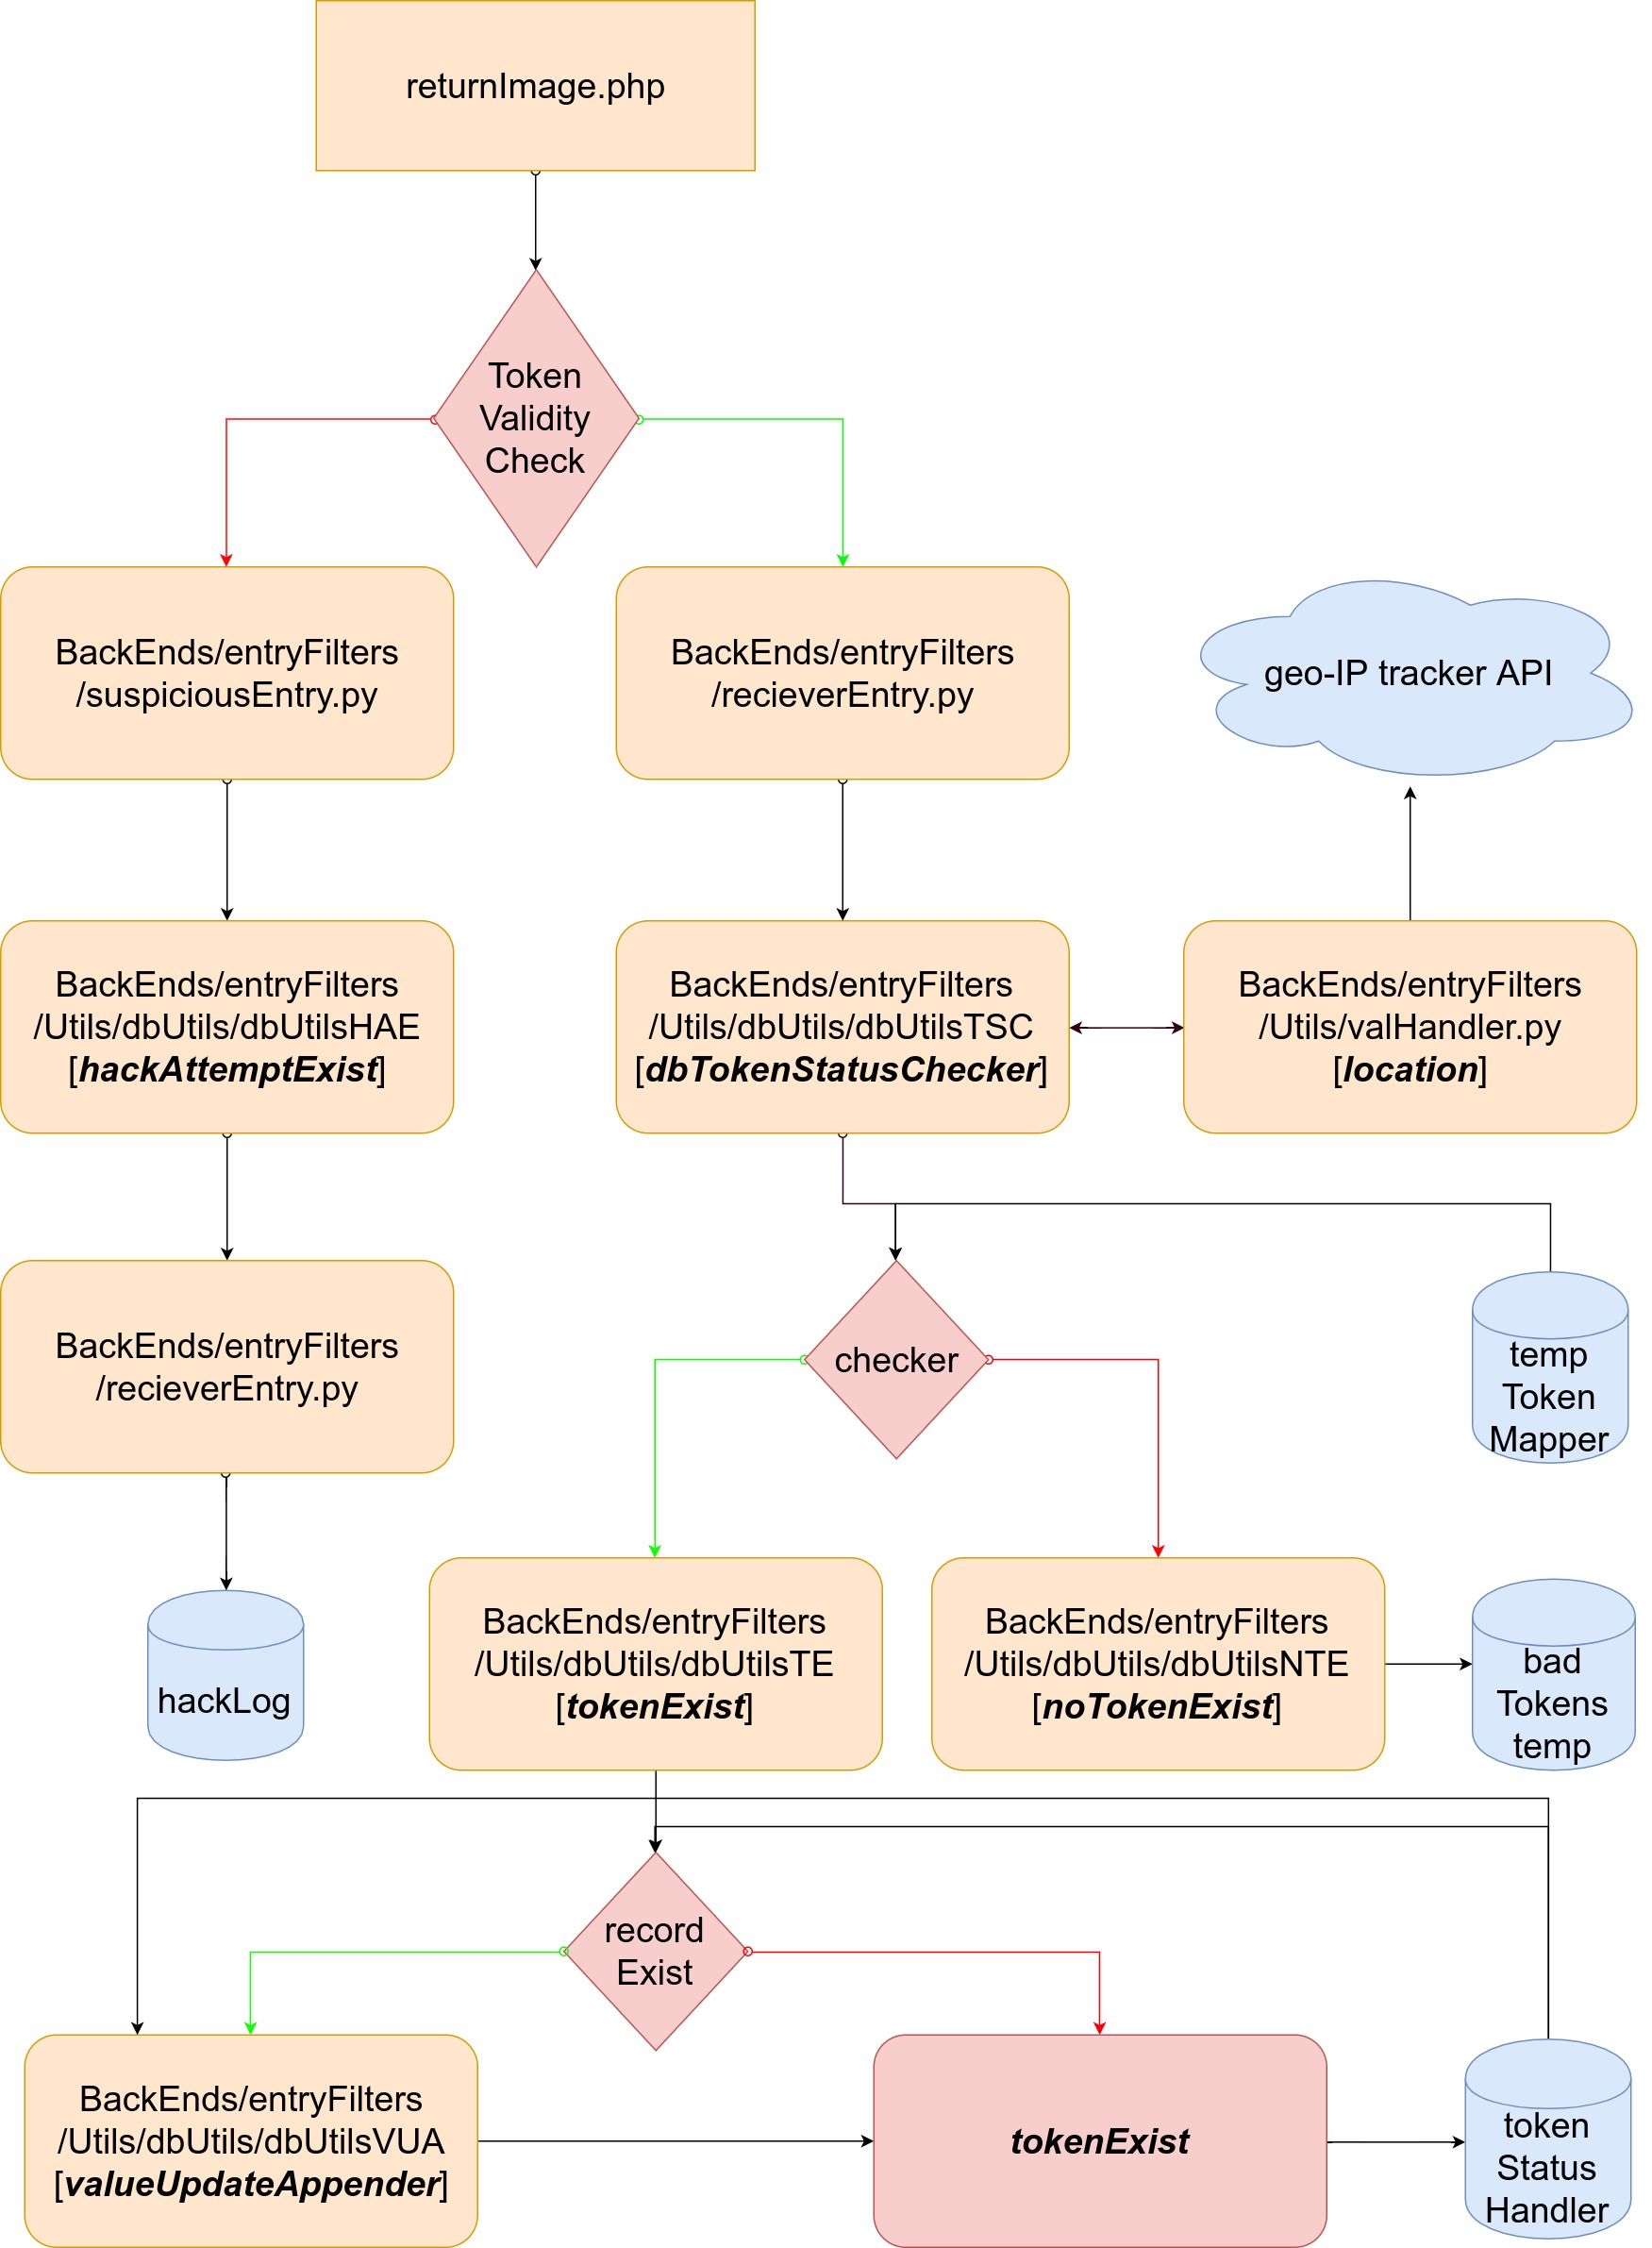 returnImage.php
Token
Validity
Check
BackEnds/entryFilters
/suspiciousEntry.py
BackEnds/entryFilters
/recieverEntry.py
geo-IP tracker API
BackEnds/entryFilters
/Utils/dbUtils/dbUtilsHAE
[hackAttemptExist]
BackEnds/entryFilters
/Utils/dbUtils/dbUtilsTSC
[dbTokenStatusChecker]
BackEnds/entryFilters
/Utils/valHandler.py
[location]
BackEnds/entryFilters
/recieverEntry.py
checker
temp
Token
Mapper
hackLog
BackEnds/entryFilters
/Utils/dbUtils/dbUtilsTE
[tokenExist]
BackEnds/entryFilters
/Utils/dbUtils/dbUtilsNTE
[noTokenExist]
bad
Tokens
temp
record
Exist
BackEnds/entryFilters
/Utils/dbUtils/dbUtilsVUA
[valueUpdateAppender]
tokenExist
token
Status
Handler